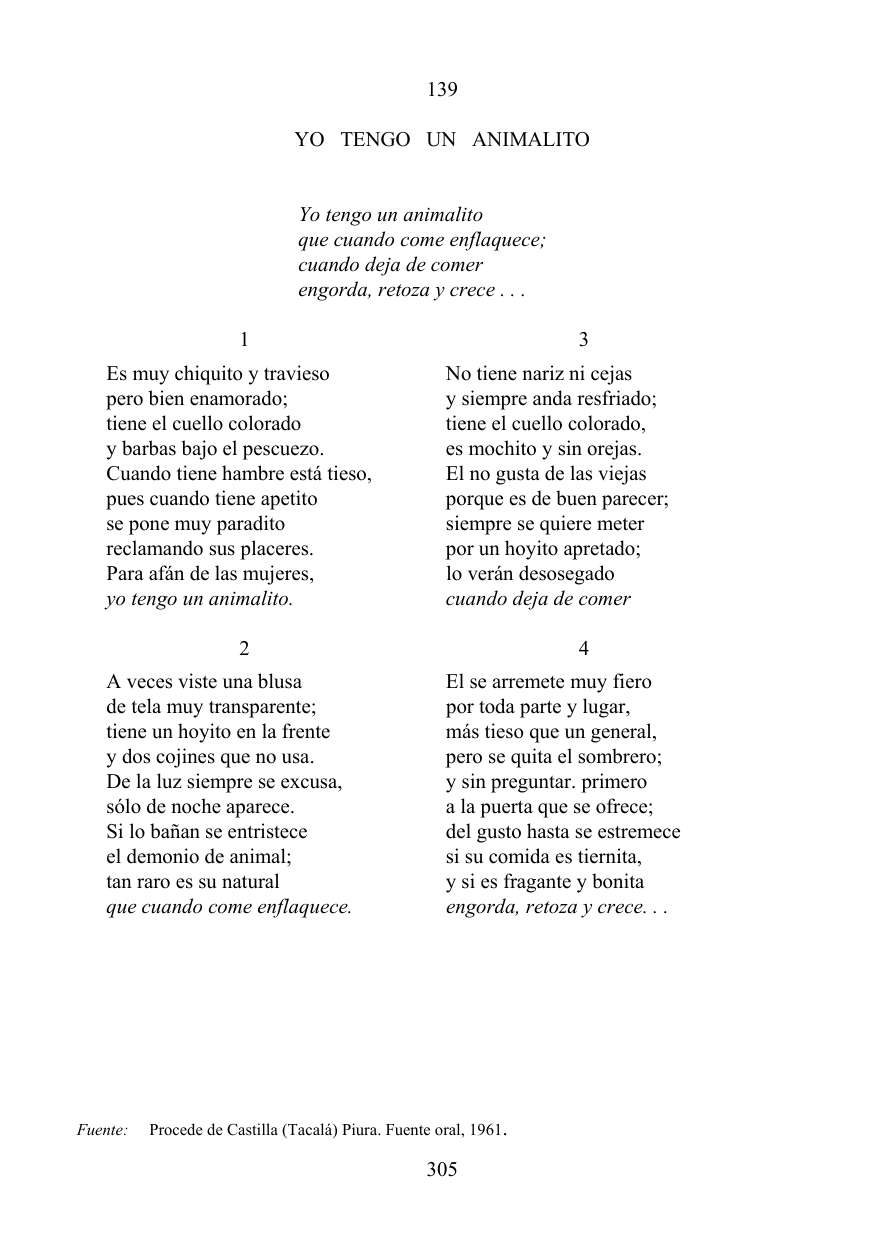 139
YO TENGO UN ANIMALITO
Yo tengo un animalito
que cuando come enflaquece;
cuando deja de comer
engorda, retoza y crece . . .
1
Es muy chiquito y travieso
pero bien enamorado;
tiene el cuello colorado
y barbas bajo el pescuezo.
Cuando tiene hambre está tieso,
pues cuando tiene apetito
se pone muy paradito
reclamando sus placeres.
Para afán de las mujeres,
yo tengo un animalito.
2
A veces viste una blusa
de tela muy transparente;
tiene un hoyito en la frente
y dos cojines que no usa.
De la luz siempre se excusa,
sólo de noche aparece.
Si lo bañan se entristece
el demonio de animal;
tan raro es su natural
que cuando come enflaquece.
3
No tiene nariz ni cejas
y siempre anda resfriado;
tiene el cuello colorado,
es mochito y sin orejas.
El no gusta de las viejas
porque es de buen parecer;
siempre se quiere meter
por un hoyito apretado;
lo verán desosegado
cuando deja de comer
4
El se arremete muy fiero
por toda parte y lugar,
más tieso que un general,
pero se quita el sombrero;
y sin preguntar. primero
a la puerta que se ofrece;
del gusto hasta se estremece
si su comida es tiernita,
y si es fragante y bonita
engorda, retoza y crece. . .
Fuente: Procede de Castilla (Tacalá) Piura. Fuente oral, 1961.
305